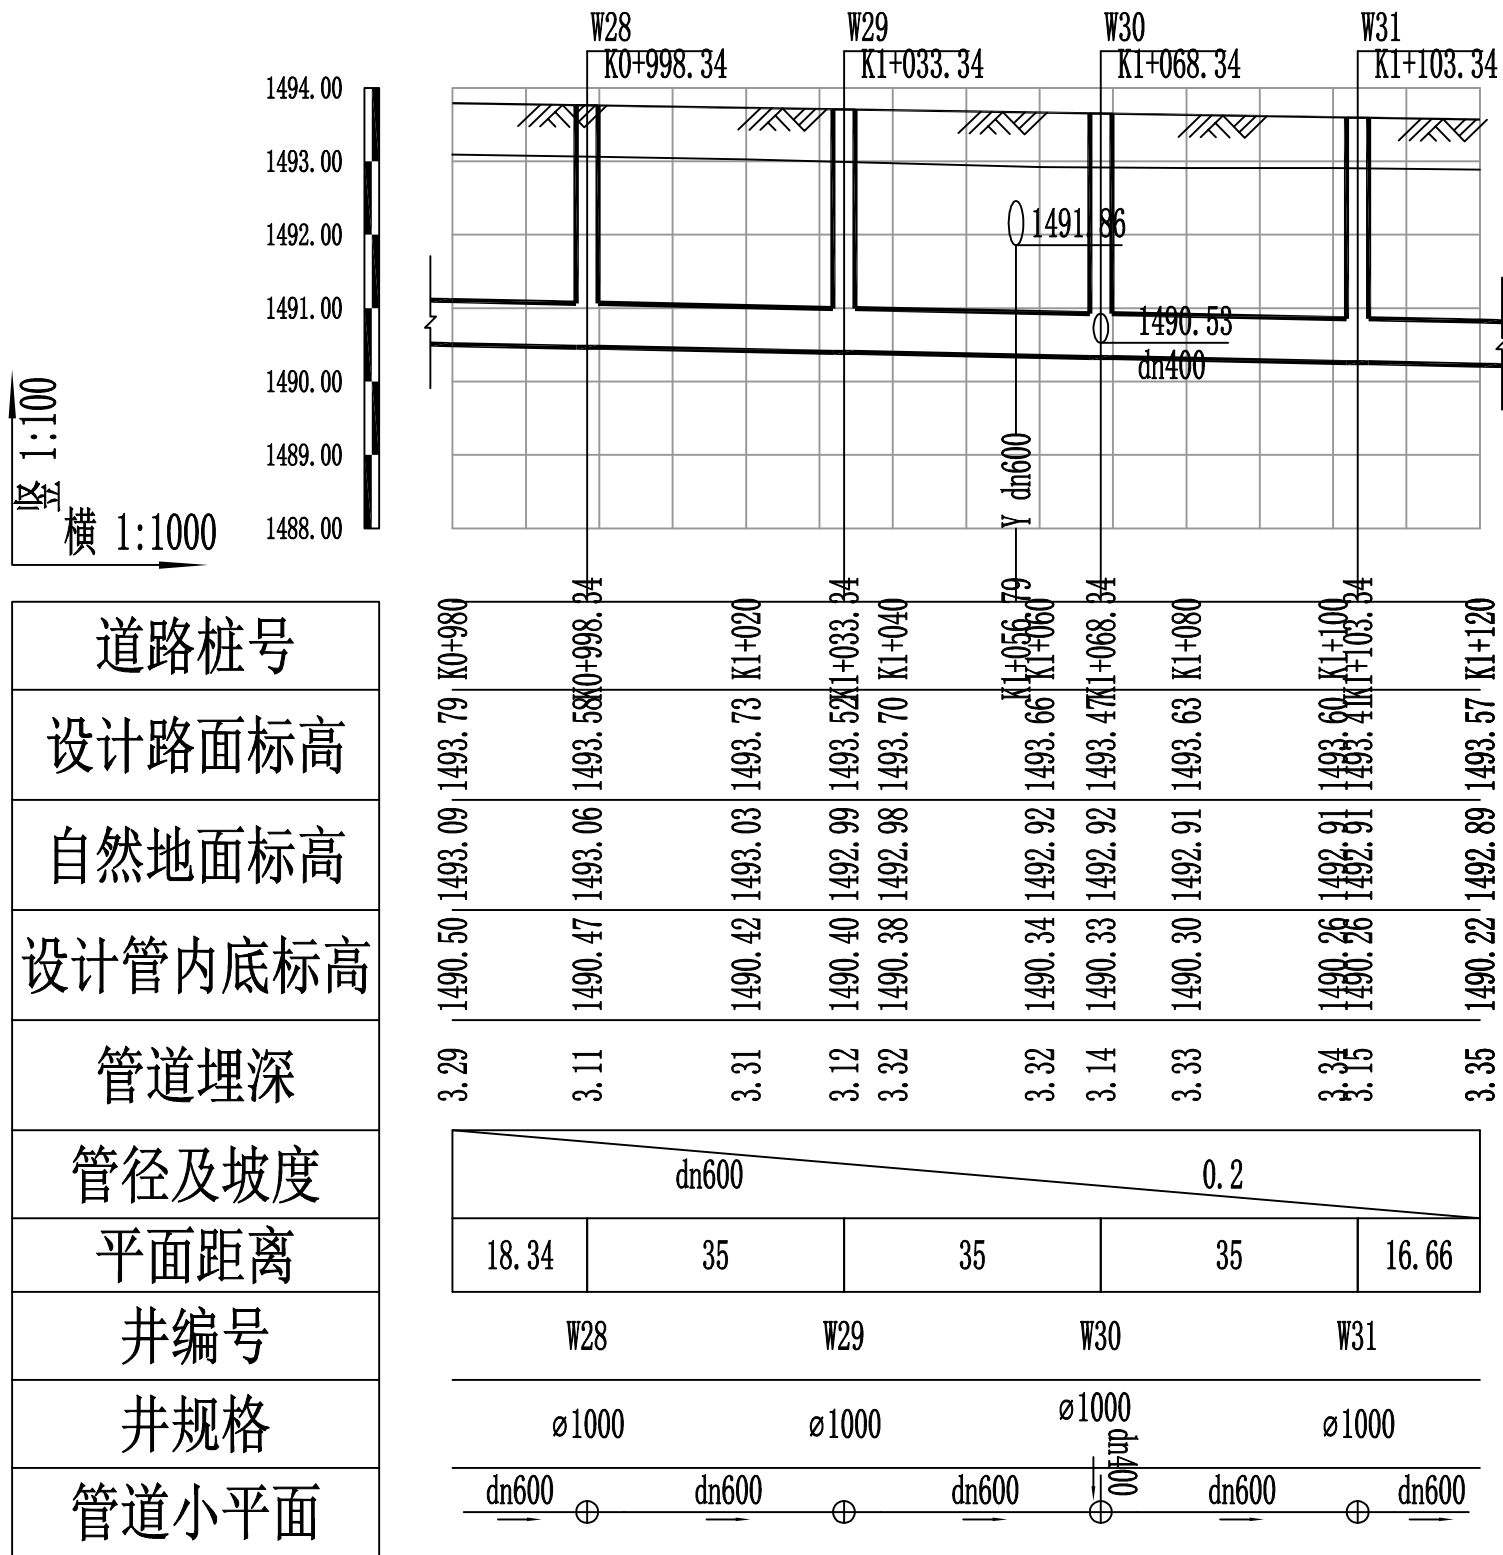 W28 W29 W30 W31
K0+998.34 K1+033.34 K1+068.34 K1+103.34
1494.00
1493.00
1492.00
1491.00
1490.00
1489.00
1488.00
1491.86
1490.53
dn400
Y dn600
竖 1:100
横 1:1000
道路桩号 K0+980 K0+998.34 K1+020 K1+033.34 K1+040 K1+056.79 K1+060 K1+068.34 K1+080 K1+100 K1+103.34 K1+120
设计路面标高 1493.79 1493.58 1493.73 1493.52 1493.70 1493.66 1493.47 1493.63 1493.60 1493.41 1493.57
自然地面标高 1493.09 1493.06 1493.03 1492.99 1492.98 1492.92 1492.92 1492.91 1492.91 1492.91 1492.89
设计管内底标高 1490.50 1490.47 1490.42 1490.40 1490.38 1490.34 1490.33 1490.30 1490.26 1490.26 1490.22
管道埋深 3.29 3.11 3.31 3.12 3.32 3.32 3.14 3.33 3.34 3.15 3.35
管径及坡度 dn600 0.2
平面距离 18.34 35 35 35 16.66
井编号 W28 W29 W30 W31
井规格 ø1000 ø1000 ø1000 ø1000
dn400
管道小平面 dn600 dn600 dn600 dn600 dn600